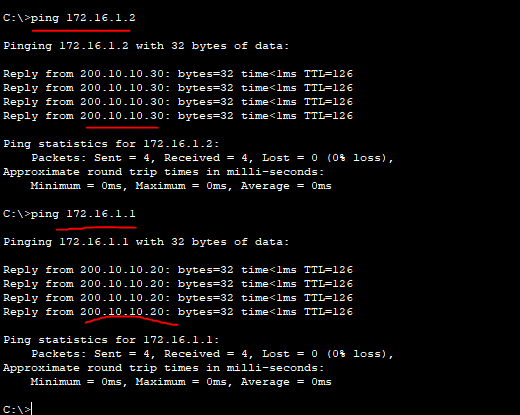 C:\>ping 172.16.1.2
Pinging 172.16.1.2 with 32 bytes of data:
Reply from 200.10.10.30: bytes=32 time<1ms TTL=126
Reply from 200.10.10.30: bytes=32 time<1ms TTL=126
Reply from 200.10.10.30: bytes=32 time<1ms TTL=126
Reply from 200.10.10.30: bytes=32 time<1ms TTL=126
Ping statistics for 172.16.1.2:
    Packets: Sent = 4, Received = 4, Lost = 0 (0% loss),
Approximate round trip times in milli-seconds:
    Minimum = 0ms, Maximum = 0ms, Average = 0ms
C:\>ping 172.16.1.1
Pinging 172.16.1.1 with 32 bytes of data:
Reply from 200.10.10.20: bytes=32 time<1ms TTL=126
Reply from 200.10.10.20: bytes=32 time<1ms TTL=126
Reply from 200.10.10.20: bytes=32 time<1ms TTL=126
Reply from 200.10.10.20: bytes=32 time<1ms TTL=126
Ping statistics for 172.16.1.1:
    Packets: Sent = 4, Received = 4, Lost = 0 (0% loss),
Approximate round trip times in milli-seconds:
    Minimum = 0ms, Maximum = 0ms, Average = 0ms
C:\>